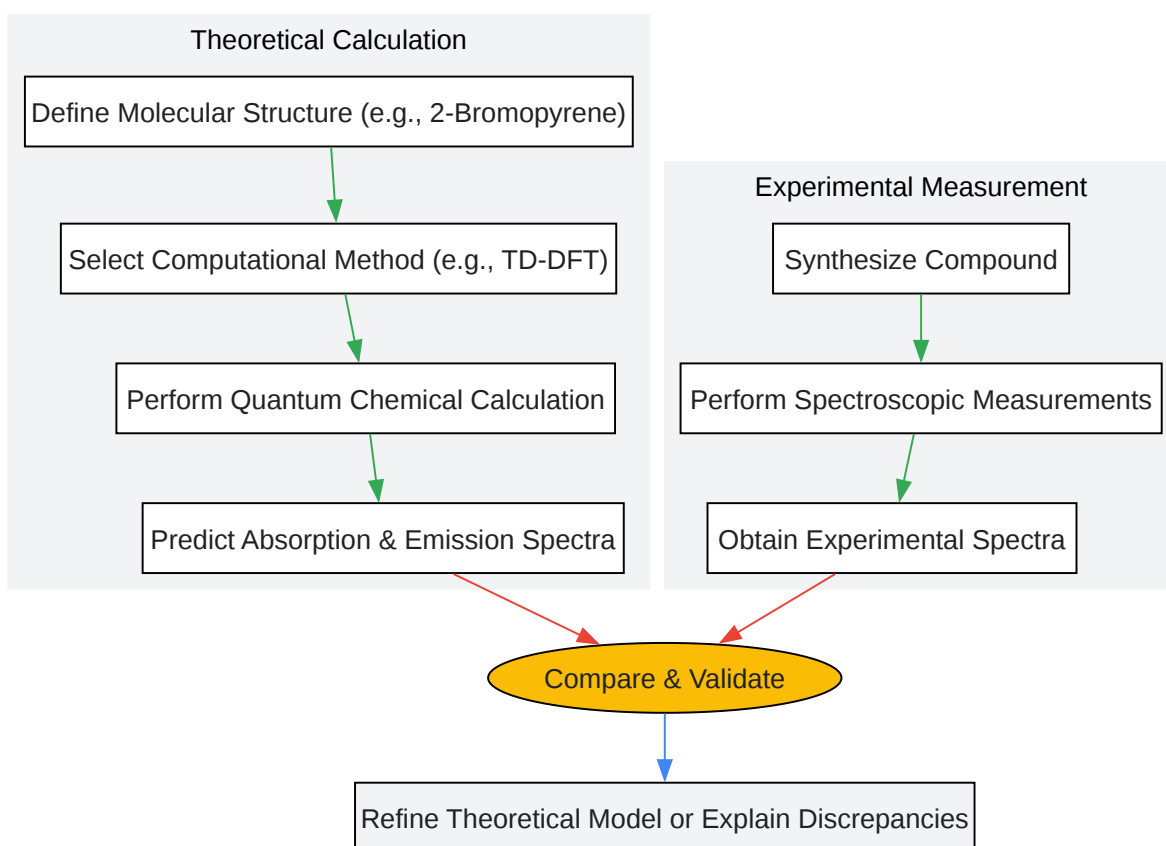 Theoretical Calculation
Define Molecular Structure (e.g., 2-Bromopyrene)
Select Computational Method (e.g., TD-DFT)
Perform Quantum Chemical Calculation
Predict Absorption & Emission Spectra
Experimental Measurement
Synthesize Compound
Perform Spectroscopic Measurements
Obtain Experimental Spectra
Compare & Validate
Refine Theoretical Model or Explain Discrepancies